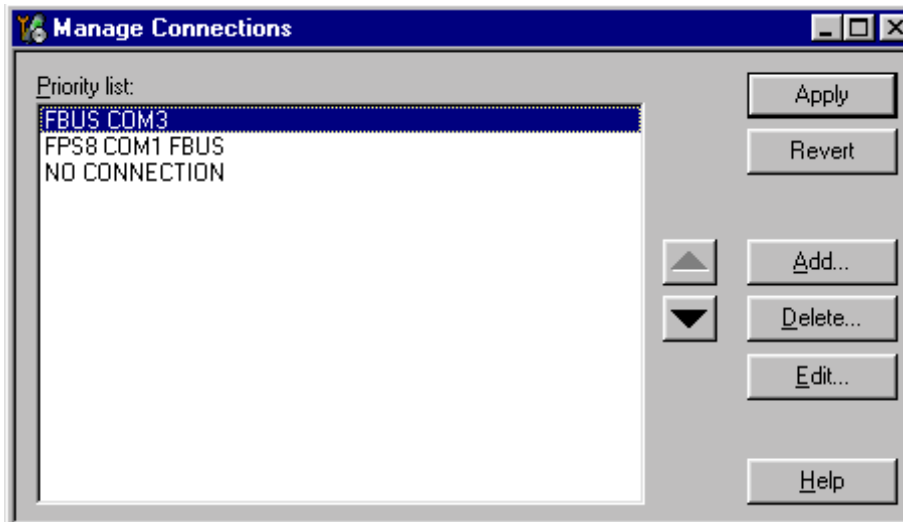 Manage Connections
Priority list:
FBUS COM3
FPS8 COM1 FBUS
NO CONNECTION
Apply
Revert
Add...
Delete...
Edit...
Help